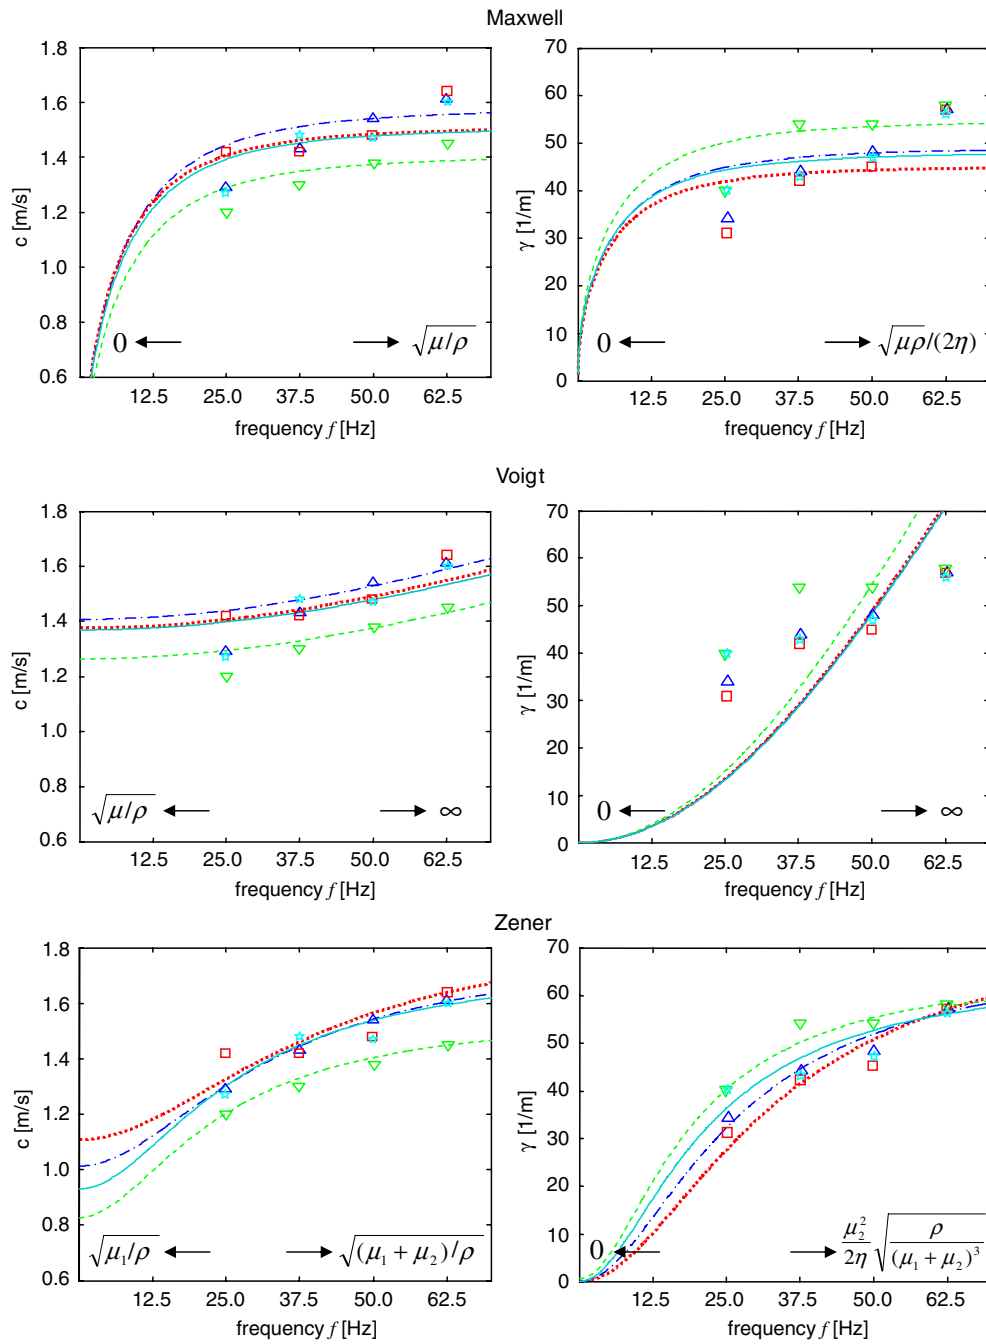 Maxwell
1.8
1.6
1.4
1.2
1.0
0.8
0.6
c [m/s]
0
√μ/ρ
12.5 25.0 37.5 50.0 62.5
frequency f [Hz]
70
60
50
40
30
20
10
0
γ [1/m]
0
√μρ/(2η)
12.5 25.0 37.5 50.0 62.5
frequency f [Hz]
Voigt
1.8
1.6
1.4
1.2
1.0
0.8
0.6
c [m/s]
√μ/ρ
∞
12.5 25.0 37.5 50.0 62.5
frequency f [Hz]
70
60
50
40
30
20
10
0
γ [1/m]
0
∞
12.5 25.0 37.5 50.0 62.5
frequency f [Hz]
Zener
1.8
1.6
1.4
1.2
1.0
0.8
0.6
c [m/s]
√μ₁/ρ
√(μ₁ + μ₂)/ρ
12.5 25.0 37.5 50.0 62.5
frequency f [Hz]
70
60
50
40
30
20
10
0
γ [1/m]
0
μ₂²/2η √ρ/(μ₁ + μ₂)³
12.5 25.0 37.5 50.0 62.5
frequency f [Hz]